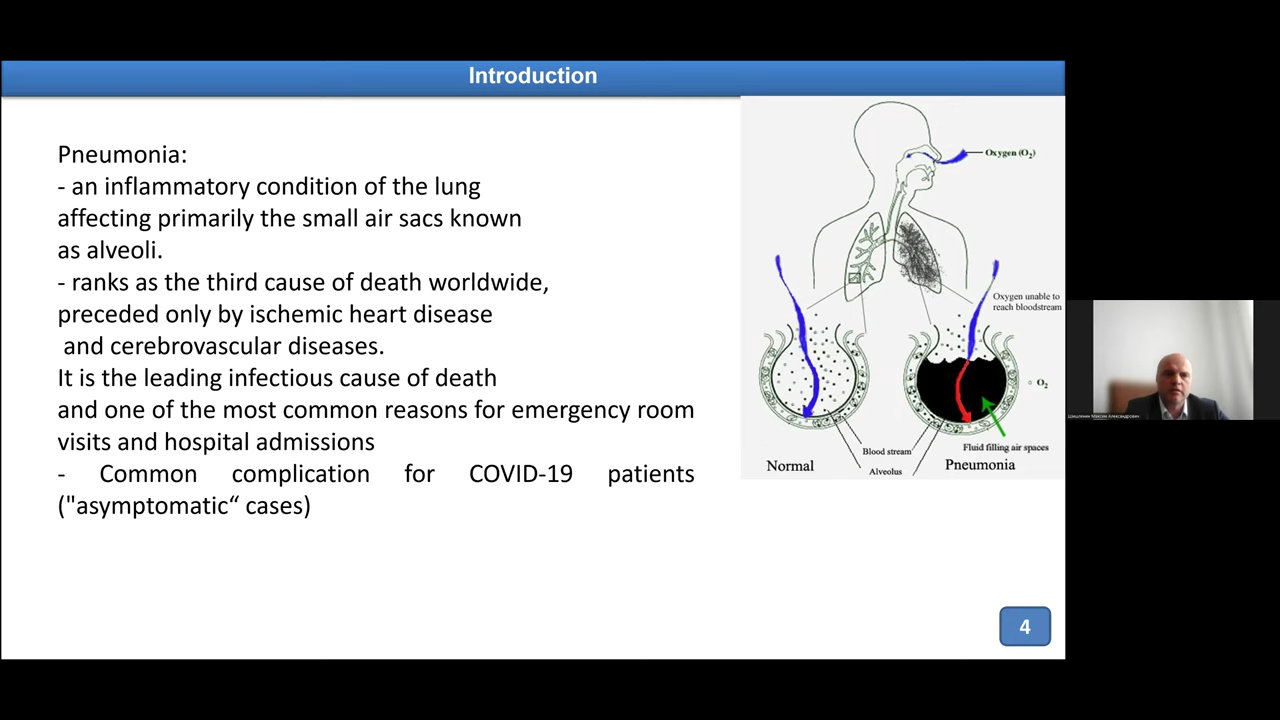 Introduction
Pneumonia:
- an inflammatory condition of the lung
affecting primarily the small air sacs known
as alveoli.
- ranks as the third cause of death worldwide,
preceded only by ischemic heart disease
and cerebrovascular diseases.
It is the leading infectious cause of death
and one of the most common reasons for emergency room
visits and hospital admissions
- Common complication for COVID-19 patients
("asymptomatic“ cases)
Oxygen (O2)
Oxygen unable to
reach bloodstream
O2
Blood stream
Alveolus
Fluid filling air spaces
Normal
Pneumonia
4
Шишленин Максим Александрович